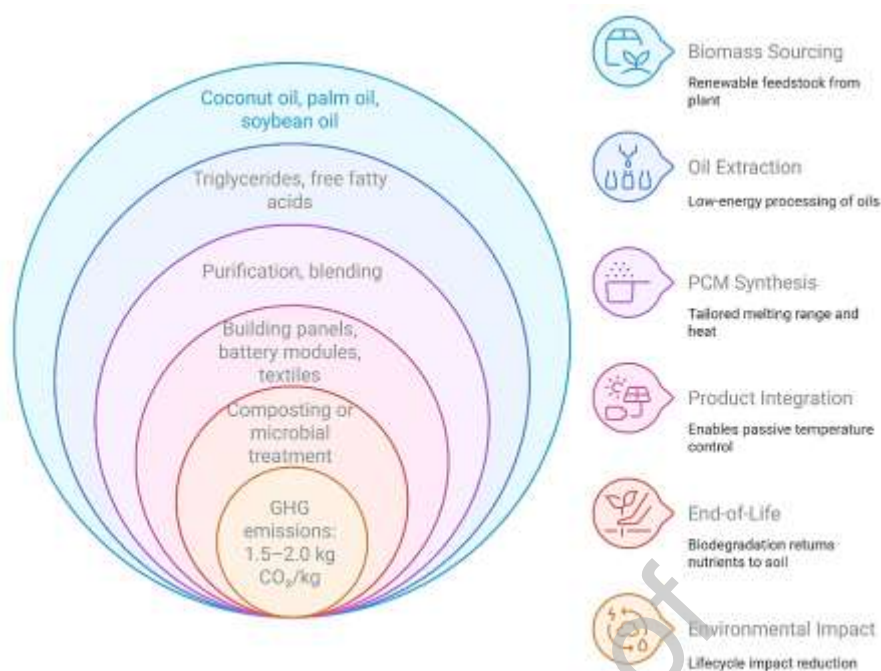 Coconut oil, palm oil,
soybean oil
Triglycerides, free fatty
acids
Purification, blending
Building panels,
battery modules,
textiles
Composting or
microbial
treatment
GHG
emissions:
1.5–2.0 kg
CO₂/kg
Biomass Sourcing
Renewable feedstock from
plant
Oil Extraction
Low-energy processing of oils
PCM Synthesis
Tailored melting range and
heat
Product Integration
Enables passive temperature
control
End-of-Life
Biodegradation returns
nutrients to soil
Environmental Impact
Lifecycle impact reduction
of